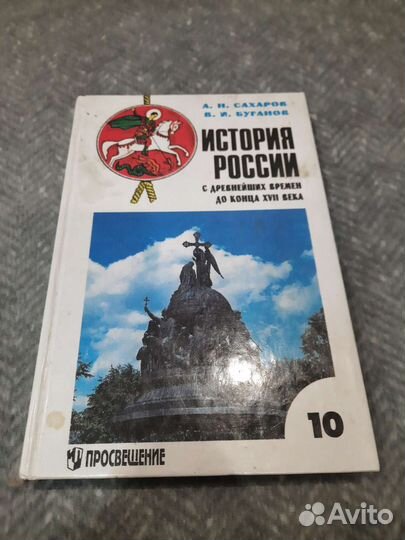 А. Н. САХАРОВ
В. И. БУГАНОВ
ИСТОРИЯ
РОССИИ
С ДРЕВНЕЙШИХ ВРЕМЕН
ДО КОНЦА XVII ВЕКА
10
ПРОСВЕЩЕНИЕ
Avito